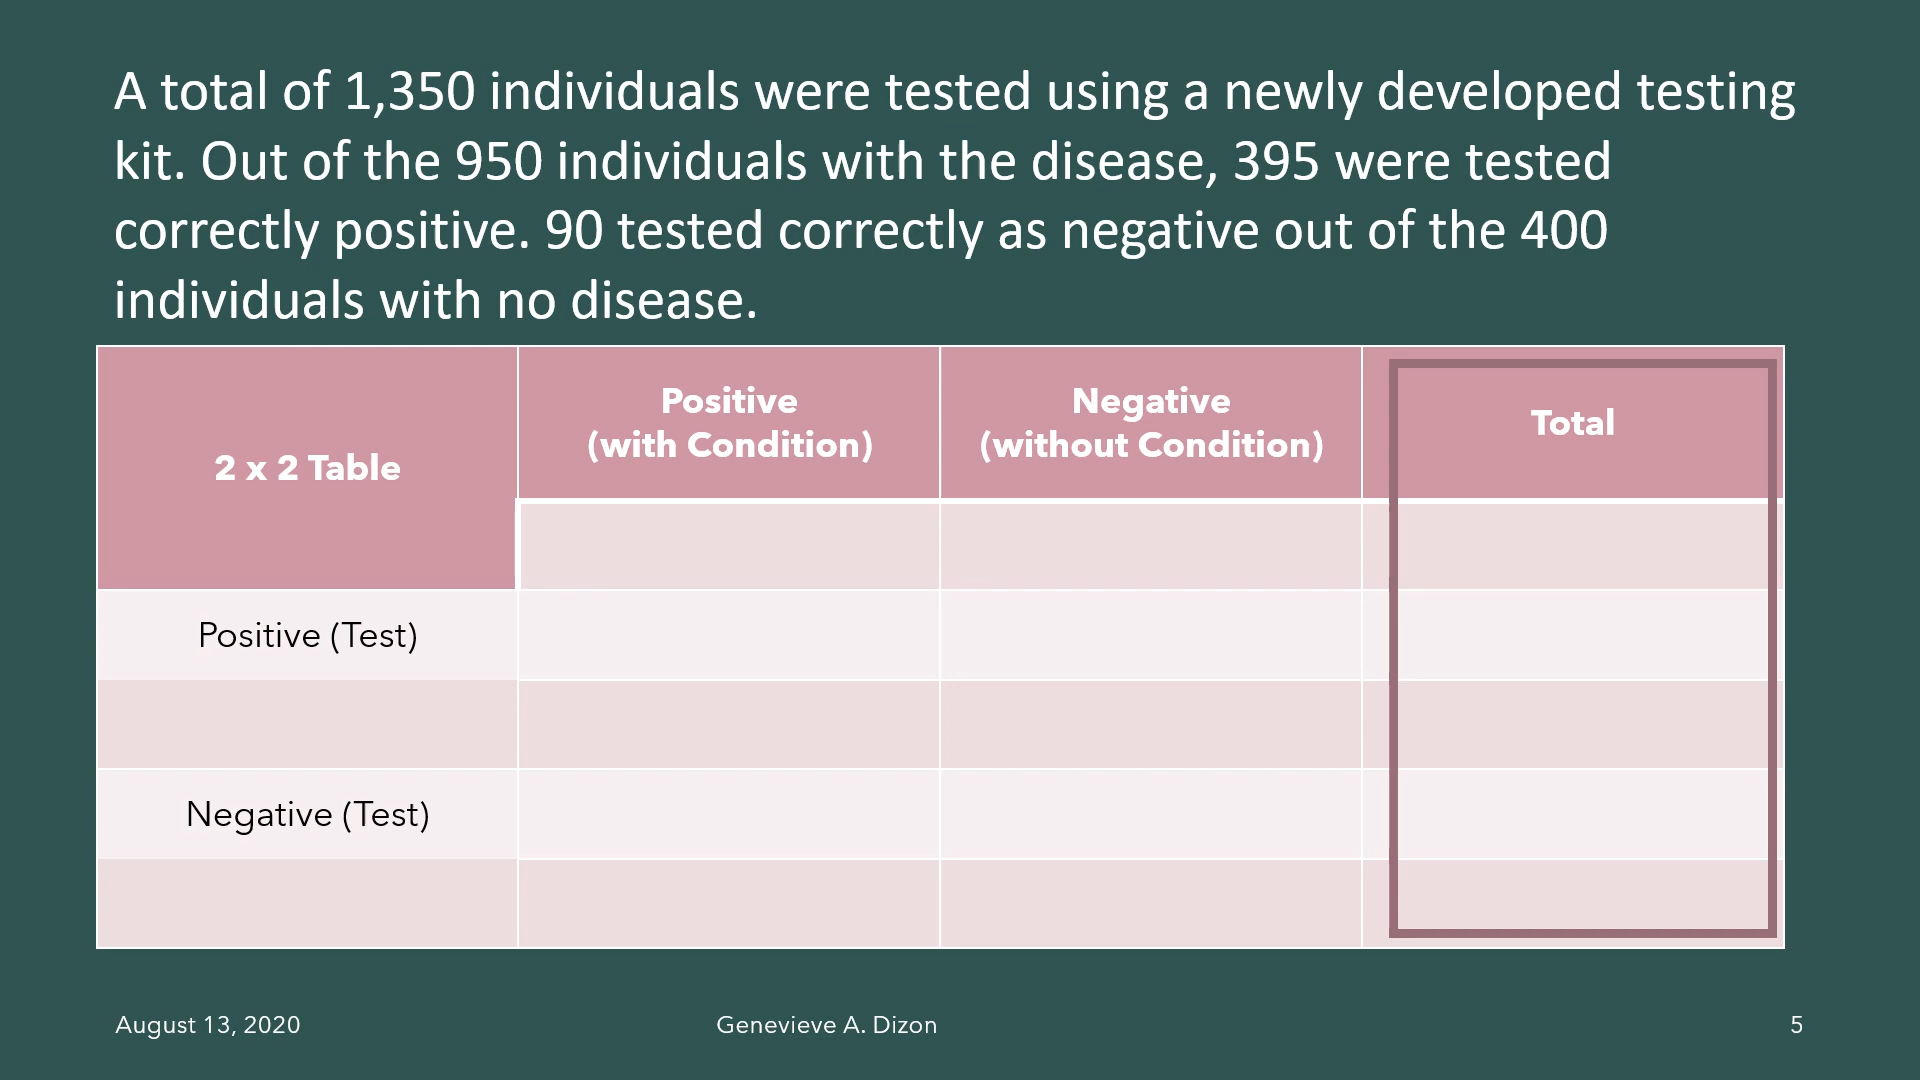 A total of 1,350 individuals were tested using a newly developed testing
kit. Out of the 950 individuals with the disease, 395 were tested
correctly positive. 90 tested correctly as negative out of the 400
individuals with no disease.
2 x 2 Table
Positive
(with Condition)
Negative
(without Condition)
Total
Positive (Test)
Negative (Test)
August 13, 2020
Genevieve A. Dizon
5